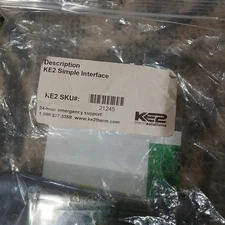 Description
KE2 Simple Interface
KE2 SKU#:
21245
24-hour emergency support:
www.ke2therm.com
KE2